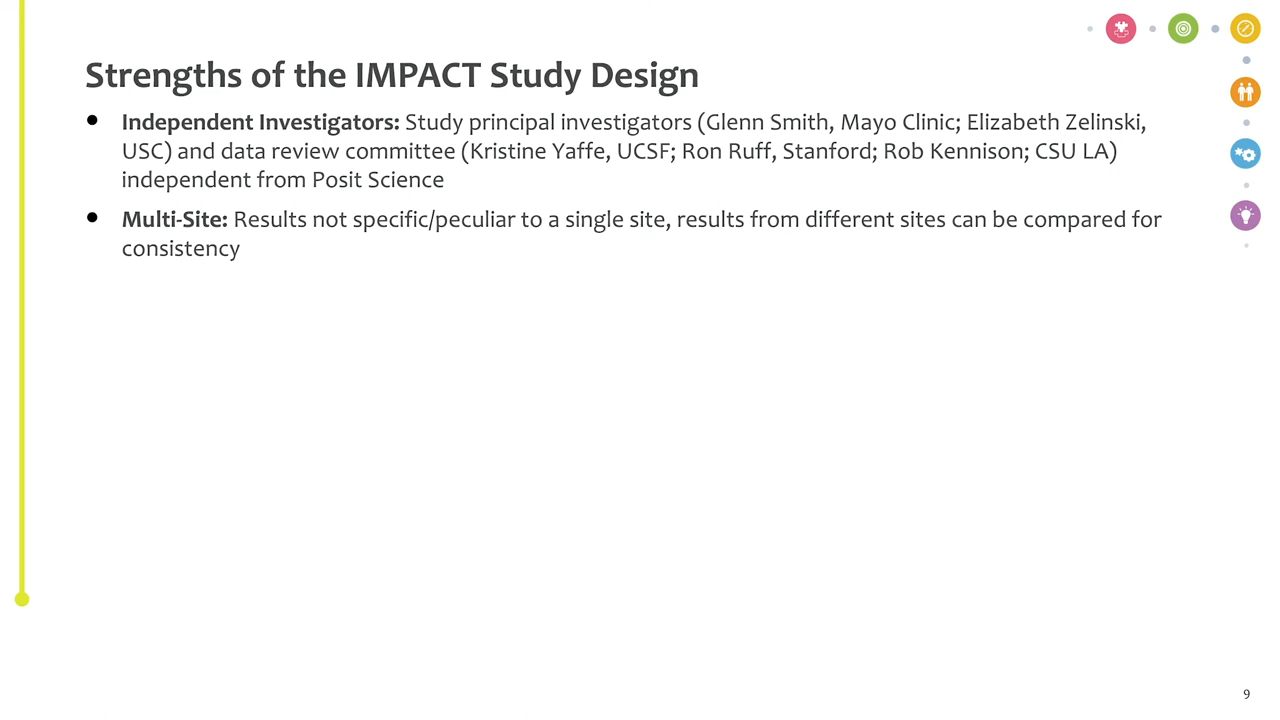 Strengths of the IMPACT Study Design
● Independent Investigators: Study principal investigators (Glenn Smith, Mayo Clinic; Elizabeth Zelinski,
USC) and data review committee (Kristine Yaffe, UCSF; Ron Ruff, Stanford; Rob Kennison; CSU LA)
independent from Posit Science
● Multi-Site: Results not specific/peculiar to a single site, results from different sites can be compared for
consistency
9